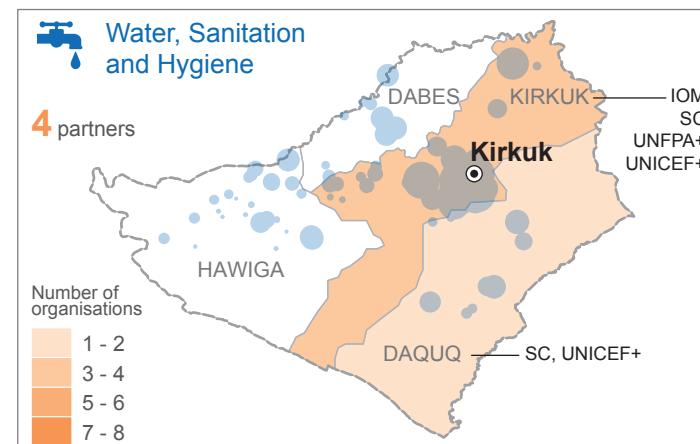 Water, Sanitation
and Hygiene
4 partners
DABES
KIRKUK
IOM
SC
UNFPA+
UNICEF+
Kirkuk
HAWIGA
Number of
organisations
1 - 2
3 - 4
5 - 6
7 - 8
DAQUQ
SC, UNICEF+